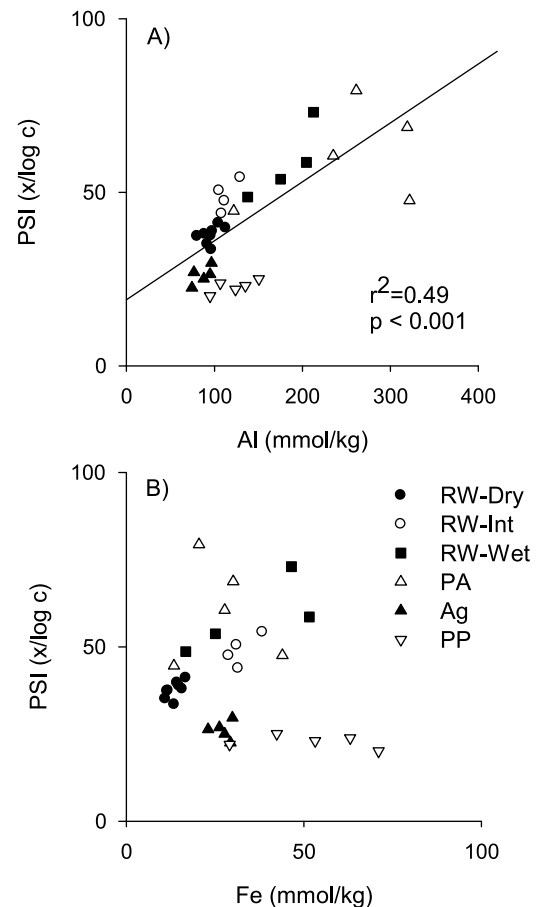 A)
100
50
0
PSI (x/log c)
r²=0.49
p < 0.001
0 100 200 300 400
Al (mmol/kg)
B)
100
50
0
PSI (x/log c)
RW-Dry
RW-Int
RW-Wet
PA
Ag
PP
0 50 100
Fe (mmol/kg)